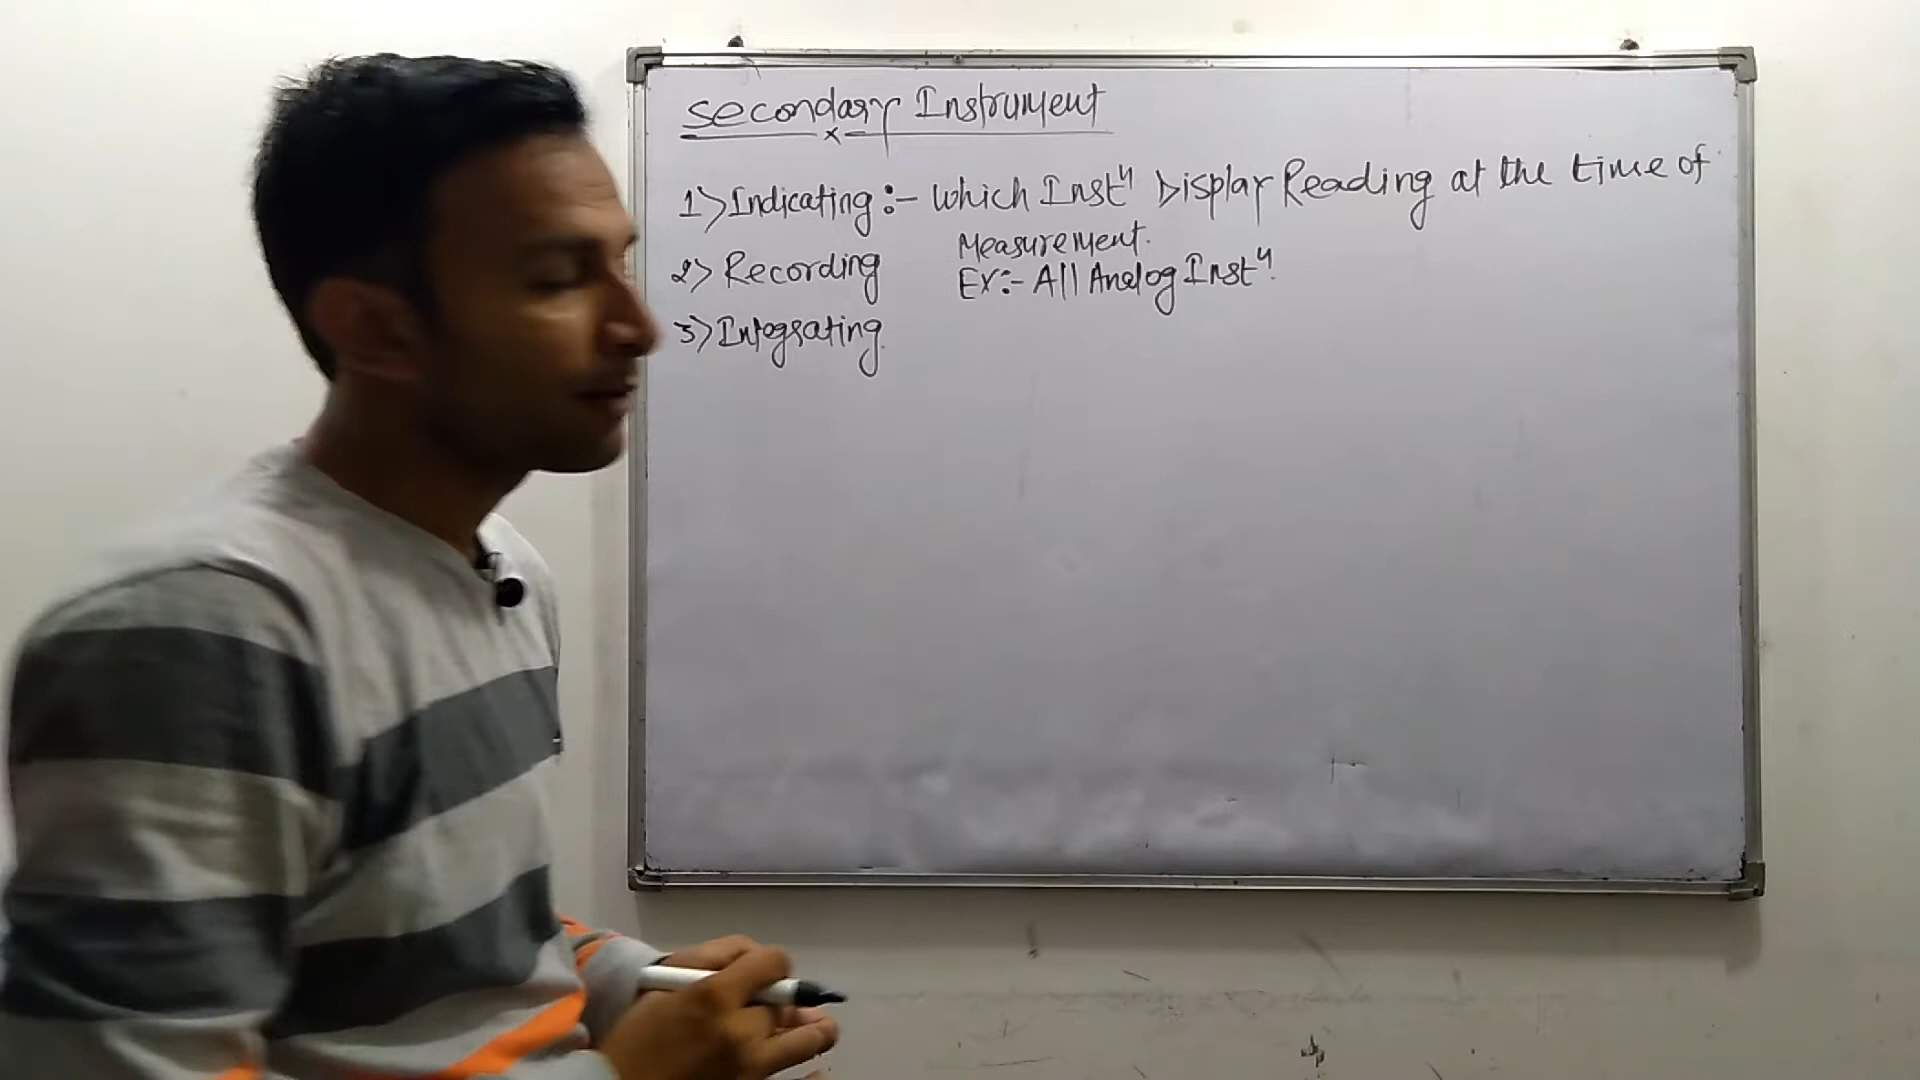 Secondary Instrument
1> Indicating :- Which Instⁿ Display Reading at the time of
Measurement.
2> Recording
Ex:- All Analog Instⁿ.
3> Integrating